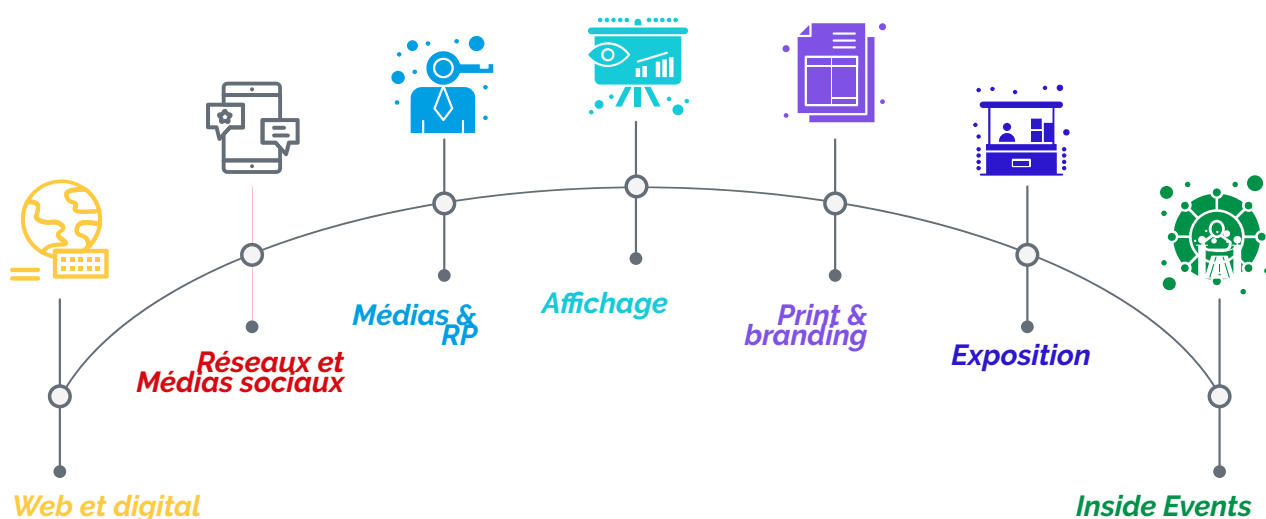 Web et digital
Réseaux et
Médias sociaux
Médias &
RP
Affichage
Print &
branding
Exposition
Inside Events